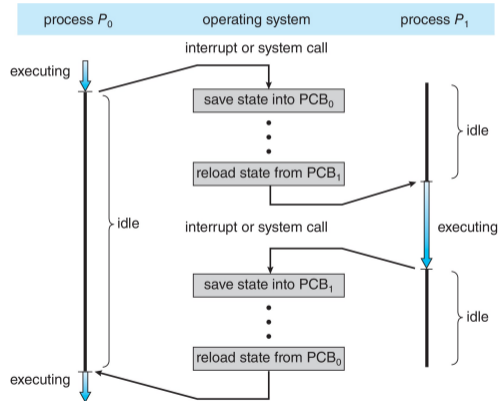 process P0 operating system process P1
interrupt or system call
executing
save state into PCB0
idle
reload state from PCB1
idle
interrupt or system call
executing
save state into PCB1
idle
reload state from PCB0
executing